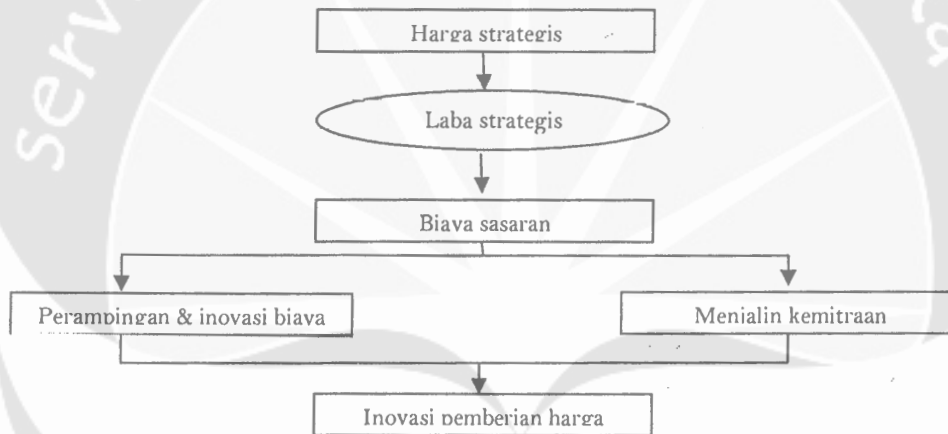 Harga strategis
Laba strategis
Biaya sasaran
Perampingan & inovasi biaya
Menjalin kemitraan
Inovasi pemberian harga